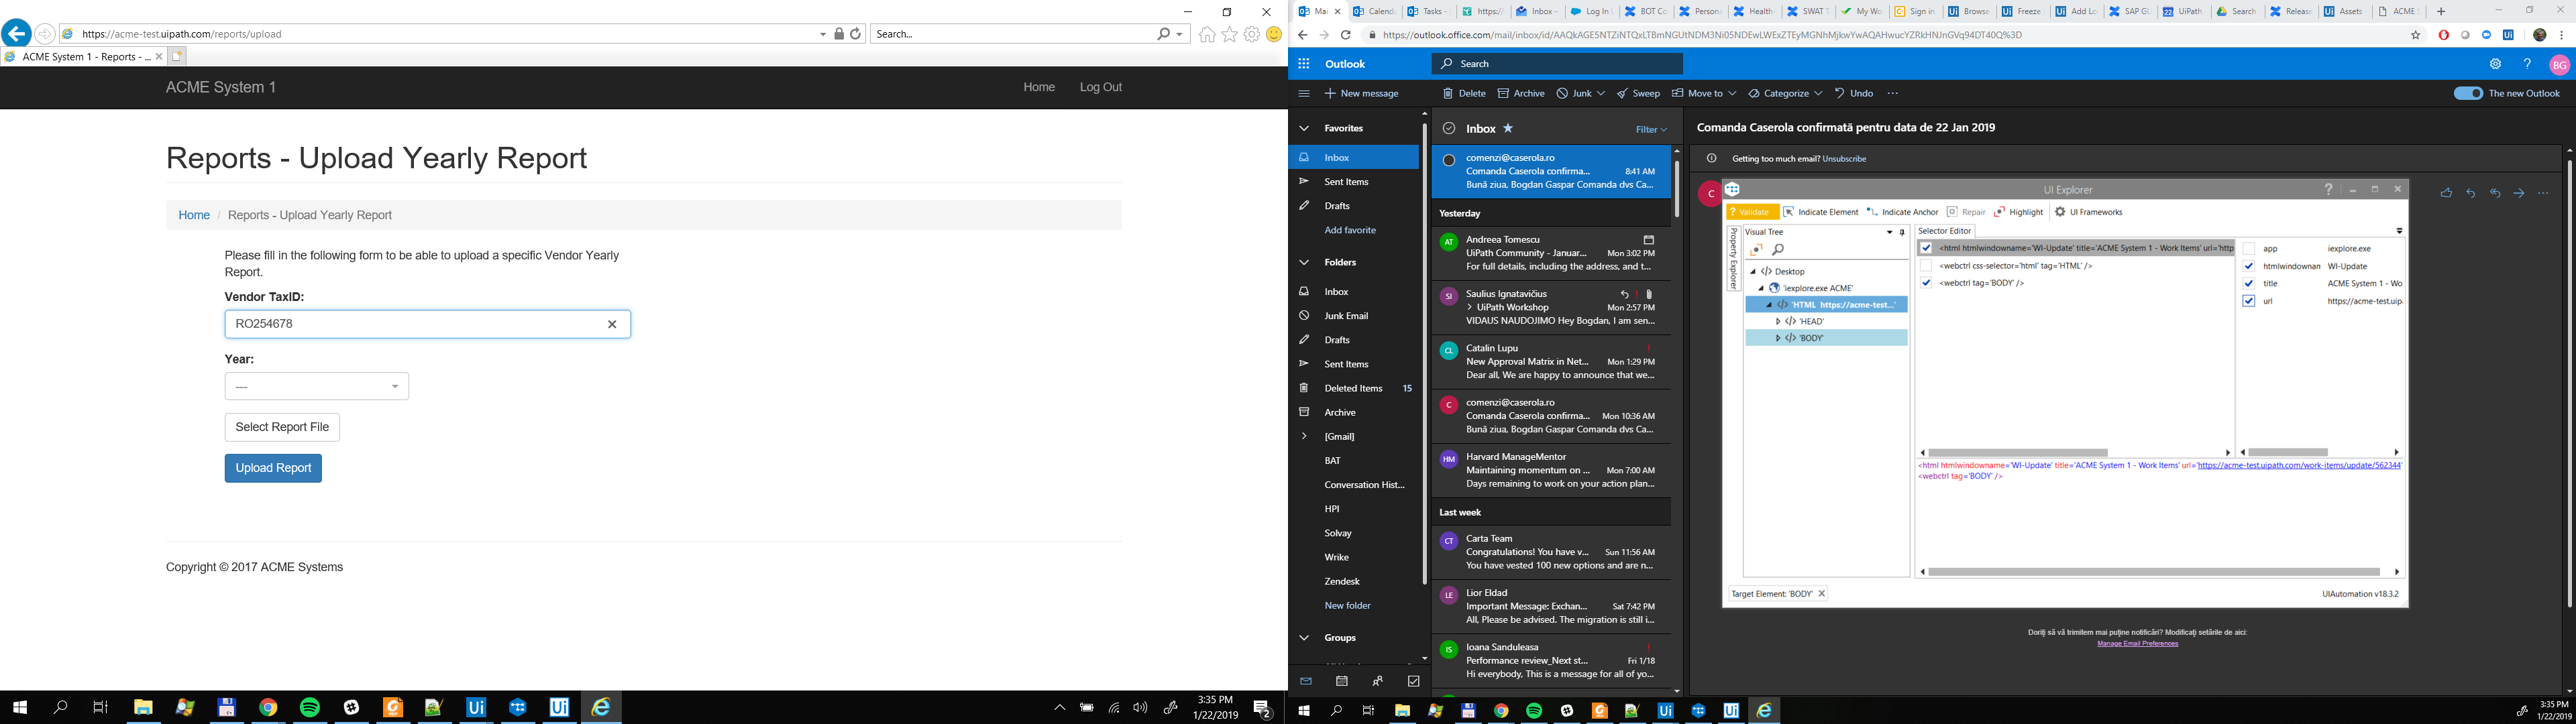 https://acme-test.uipath.com/reports/upload
Search...
ACME System 1 - Reports - ...
ACME System 1
Home
Log Out
Reports - Upload Yearly Report
Home / Reports - Upload Yearly Report
Please fill in the following form to be able to upload a specific Vendor Yearly
Report.
Vendor TaxID:
RO254678
Year:
---
Select Report File
Upload Report
Copyright © 2017 ACME Systems
3:35 PM
1/22/2019
Mai
Calenda
Tasks -
https://
Inbox -
Log In
BOT Co
Persona
Health
SWAT T
My Wo
Sign in
Browse
Freeze
Add Lo
SAP GU
UiPath
Search
Release
Assets
ACME S
Outlook
Search
BG
New message
Delete
Archive
Junk
Sweep
Move to
Categorize
Undo
The new Outlook
Favorites
Inbox
Sent Items
Drafts
Add favorite
Folders
Inbox
Junk Email
Drafts
Sent Items
Deleted Items 15
Archive
[Gmail]
BAT
Conversation Hist...
HPI
Solvay
Wrike
Zendesk
New folder
Groups
Inbox
Filter
comenzi@caserola.ro
Comanda Caserola confirma... 8:41 AM
Bună ziua, Bogdan Gaspar Comanda dvs Ca...
Yesterday
AT
Andreea Tomescu
UiPath Community - Januar... Mon 3:02 PM
For full details, including the address, and t...
SI
Saulius Ignatavičius
UiPath Workshop Mon 2:57 PM
VIDAUS NAUDOJIMO Hey Bogdan, I am sen...
CL
Catalin Lupu
New Approval Matrix in Net... Mon 1:29 PM
Dear all, We are happy to announce that we...
C
comenzi@caserola.ro
Comanda Caserola confirma... Mon 10:36 AM
Bună ziua, Bogdan Gaspar Comanda dvs Ca...
HM
Harvard ManageMentor
Maintaining momentum on ... Mon 7:00 AM
Days remaining to work on your action plan...
Last week
CT
Carta Team
Congratulations! You have v... Sun 11:56 AM
You have vested 100 new options and are n...
LE
Lior Eldad
Important Message: Exchan... Sat 7:42 PM
All, Please be advised. The migration is still i...
IS
Ioana Sanduleasa
Performance review_Next st... Fri 1/18
Hi everybody, This is a message for all of yo...
Comanda Caserola confirmată pentru data de 22 Jan 2019
Getting too much email? Unsubscribe
C
UI Explorer
Validate
Indicate Element
Indicate Anchor
Repair
Highlight
UI Frameworks
Property Explorer
Visual Tree
Desktop
'iexplore.exe ACME'
'HTML https://acme-test...'
'HEAD'
'BODY'
Selector Editor
<html htmlwindowname='WI-Update' title='ACME System 1 - Work Items' url='http
<webctrl css-selector='html' tag='HTML' />
<webctrl tag='BODY' />
app iexplore.exe
htmlwindownan WI-Update
title ACME System 1 - Wo
url https://acme-test.uip
<html htmlwindowname='WI-Update' title='ACME System 1 - Work Items' url='https://acme-test.uipath.com/work-items/update/562344'
<webctrl tag='BODY' />
Target Element: 'BODY'
UIAutomation v18.3.2
Doriți să vă trimitem mai puține notificări? Modificați setările de aici:
Manage Email Preferences
3:35 PM
1/22/2019